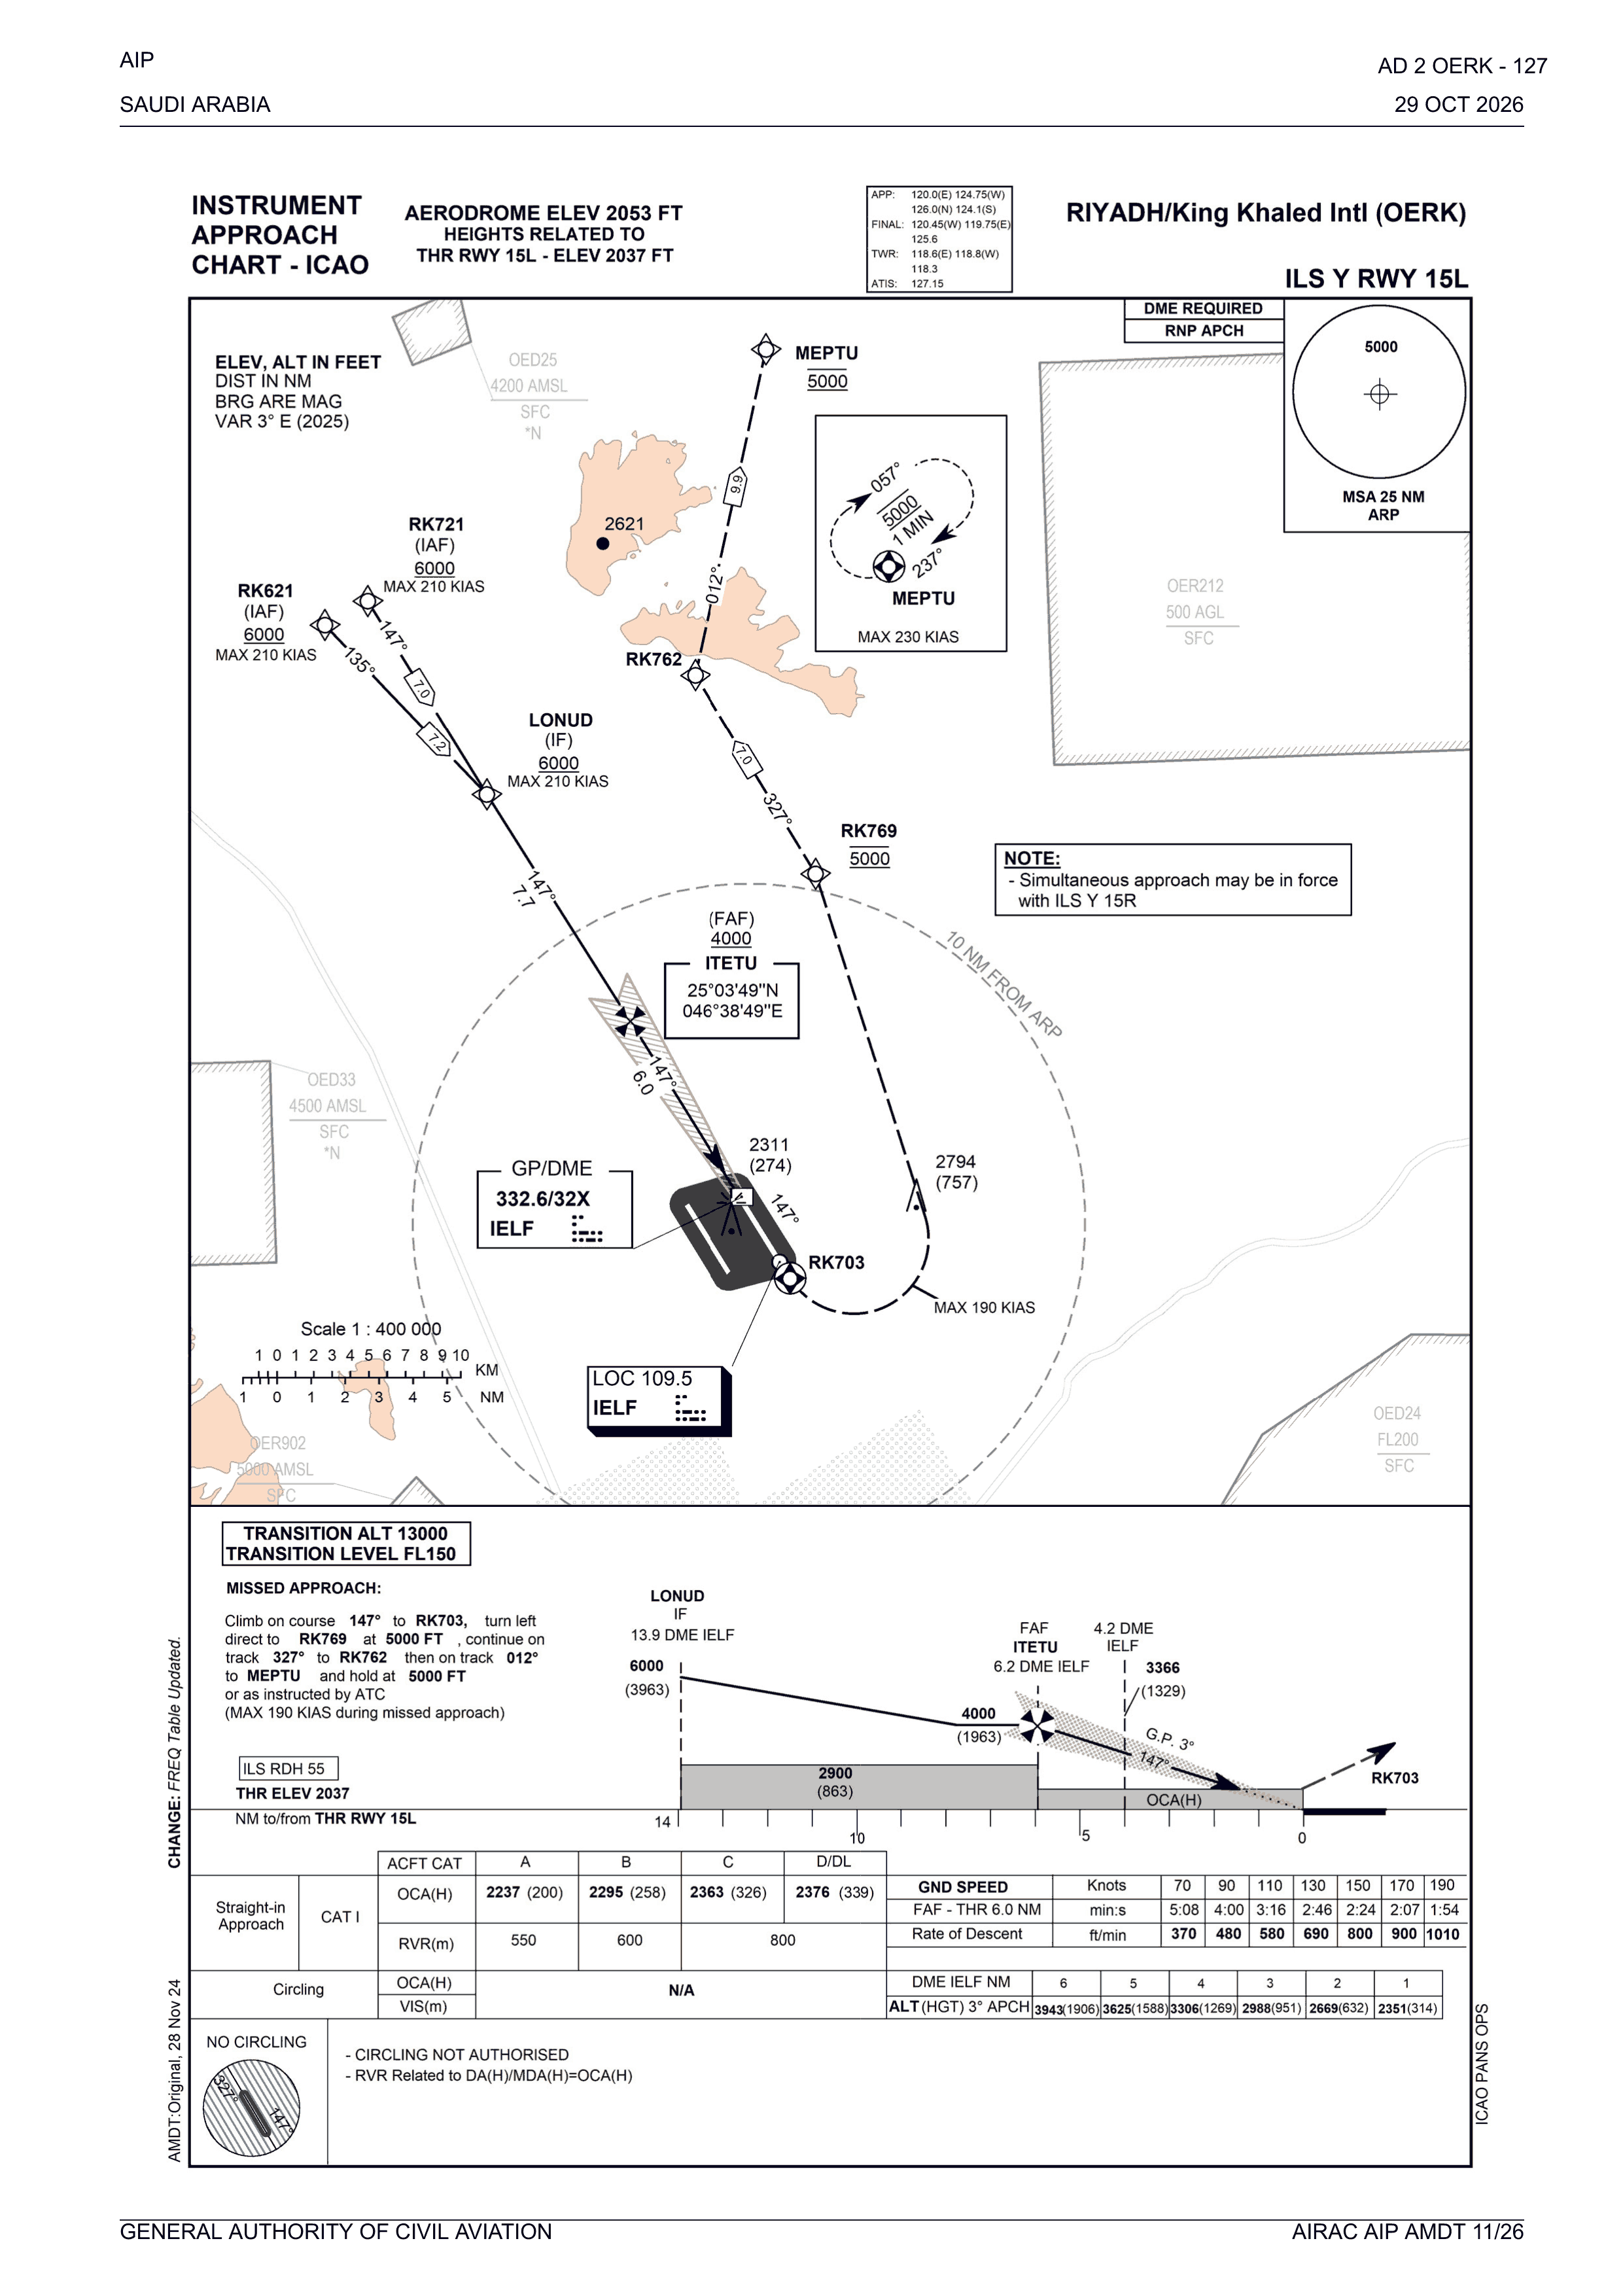 AIP
AD 2 OERK - 127
SAUDI ARABIA
29 OCT 2026
INSTRUMENT
APPROACH
CHART - ICAO
AERODROME ELEV 2053 FT
HEIGHTS RELATED TO
THR RWY 15L - ELEV 2037 FT
APP: 120.0(E) 124.75(W)
126.0(N) 124.1(S)
FINAL: 120.45(W) 119.75(E)
125.6
TWR: 118.6(E) 118.8(W)
118.3
ATIS: 127.15
RIYADH/King Khaled Intl (OERK)
ILS Y RWY 15L
DME REQUIRED
RNP APCH
5000
MSA 25 NM
ARP
ELEV, ALT IN FEET
DIST IN NM
BRG ARE MAG
VAR 3° E (2025)
OED25
4200 AMSL
SFC
*N
MEPTU
5000
9.9
012°
057°
5000
1 MIN
237°
MEPTU
MAX 230 KIAS
2621
RK721
(IAF)
6000
MAX 210 KIAS
RK621
(IAF)
6000
MAX 210 KIAS
147°
135°
7.0
7.2
OER212
500 AGL
SFC
RK762
LONUD
(IF)
6000
MAX 210 KIAS
7.0
327°
RK769
5000
NOTE:
- Simultaneous approach may be in force
with ILS Y 15R
147°
7.7
(FAF)
4000
ITETU
25°03'49"N
046°38'49"E
10 NM FROM ARP
147°
6.0
OED33
4500 AMSL
SFC
*N
2311
(274)
2794
(757)
GP/DME
332.6/32X
IELF
147°
RK703
MAX 190 KIAS
Scale 1 : 400 000
1 0 1 2 3 4 5 6 7 8 9 10
KM
1 0 1 2 3 4 5 NM
LOC 109.5
IELF
OER902
5000 AMSL
SFC
OED24
FL200
SFC
TRANSITION ALT 13000
TRANSITION LEVEL FL150
MISSED APPROACH:
Climb on course 147° to RK703, turn left
direct to RK769 at 5000 FT , continue on
track 327° to RK762 then on track 012°
to MEPTU and hold at 5000 FT
or as instructed by ATC
(MAX 190 KIAS during missed approach)
LONUD
IF
13.9 DME IELF
6000
(3963)
FAF
ITETU
6.2 DME IELF
4.2 DME
IELF
3366
(1329)
4000
(1963)
G.P. 3°
147°
2900
(863)
OCA(H)
RK703
ILS RDH 55
THR ELEV 2037
NM to/from THR RWY 15L
14
10
5
0
ACFT CAT A B C D/DL
Straight-in
Approach
CAT I
OCA(H) 2237 (200) 2295 (258) 2363 (326) 2376 (339)
RVR(m) 550 600 800
Circling
OCA(H)
VIS(m)
N/A
GND SPEED Knots 70 90 110 130 150 170 190
FAF - THR 6.0 NM min:s 5:08 4:00 3:16 2:46 2:24 2:07 1:54
Rate of Descent ft/min 370 480 580 690 800 900 1010
DME IELF NM 6 5 4 3 2 1
ALT(HGT) 3° APCH 3943(1906) 3625(1588) 3306(1269) 2988(951) 2669(632) 2351(314)
NO CIRCLING
327°
147°
- CIRCLING NOT AUTHORISED
- RVR Related to DA(H)/MDA(H)=OCA(H)
CHANGE: FREQ Table Updated.
AMDT:Original, 28 Nov 24
ICAO PANS OPS
GENERAL AUTHORITY OF CIVIL AVIATION
AIRAC AIP AMDT 11/26